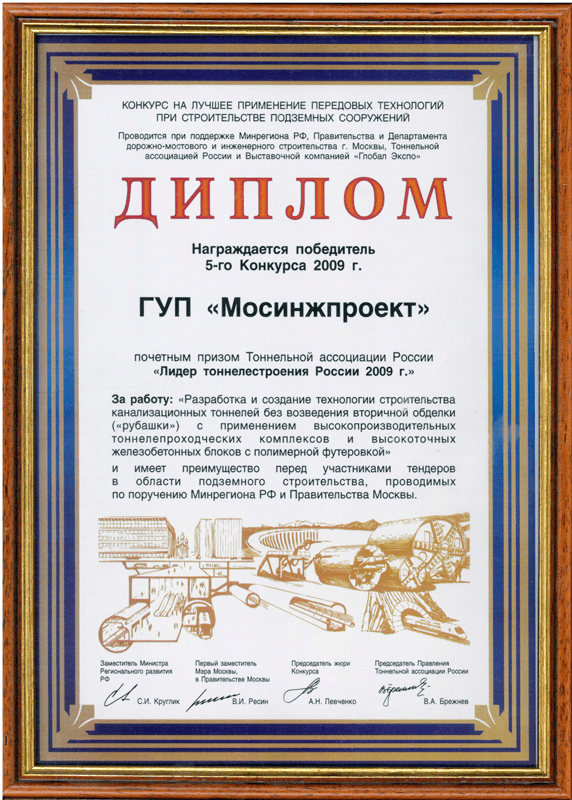 КОНКУРС НА ЛУЧШЕЕ ПРИМЕНЕНИЕ ПЕРЕДОВЫХ ТЕХНОЛОГИЙ
ПРИ СТРОИТЕЛЬСТВЕ ПОДЗЕМНЫХ СООРУЖЕНИЙ
Проводится при поддержке Минрегиона РФ, Правительства и Департамента
дорожно-мостового и инженерного строительства г. Москвы, Тоннельной
ассоциацией России и Выставочной компанией «Глобал Экспо»
ДИПЛОМ
Награждается победитель
5-го Конкурса 2009 г.
ГУП «Мосинжпроект»
почетным призом Тоннельной ассоциации России
«Лидер тоннелестроения России 2009 г.»
За работу: «Разработка и создание технологии строительства
канализационных тоннелей без возведения вторичной обделки
(«рубашки») с применением высокопроизводительных
тоннелепроходческих комплексов и высокоточных
железобетонных блоков с полимерной футеровкой»
и имеет преимущество перед участниками тендеров
в области подземного строительства, проводимых
по поручению Минрегиона РФ и Правительства Москвы.
Заместитель Министра
Регионального развития
РФ
С.И. Круглик
Первый заместитель
Мэра Москвы,
в Правительстве Москвы
В.И. Ресин
Председатель жюри
Конкурса
А.Н. Левченко
Председатель Правления
Тоннельной ассоциации России
В.А. Брежнев